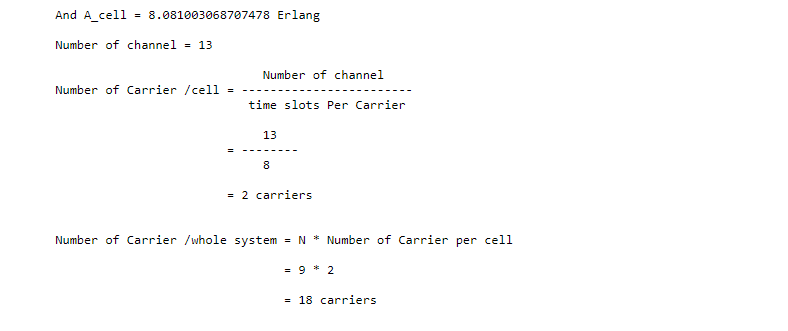 And A_cell = 8.081003068707478 Erlang
Number of channel = 13
Number of channel
Number of Carrier /cell = ------------------------
time slots Per Carrier
13
= --------
8
= 2 carriers
Number of Carrier /whole system = N * Number of Carrier per cell
= 9 * 2
= 18 carriers